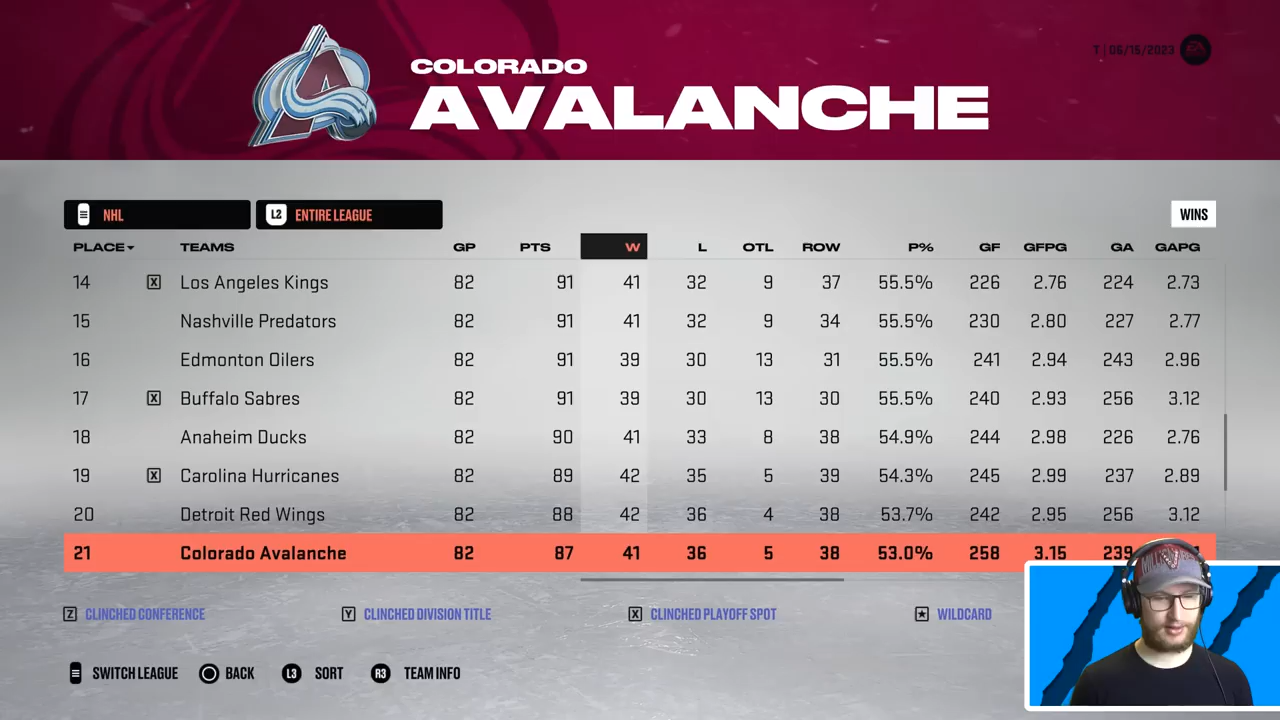 COLORADO
AVALANCHE
T | 06/15/2023 EA
NHL L2 ENTIRE LEAGUE WINS
PLACE TEAMS GP PTS W L OTL ROW P% GF GFPG GA GAPG
14 X Los Angeles Kings 82 91 41 32 9 37 55.5% 226 2.76 224 2.73
15 Nashville Predators 82 91 41 32 9 34 55.5% 230 2.80 227 2.77
16 Edmonton Oilers 82 91 39 30 13 31 55.5% 241 2.94 243 2.96
17 X Buffalo Sabres 82 91 39 30 13 30 55.5% 240 2.93 256 3.12
18 Anaheim Ducks 82 90 41 33 8 38 54.9% 244 2.98 226 2.76
19 X Carolina Hurricanes 82 89 42 35 5 39 54.3% 245 2.99 237 2.89
20 Detroit Red Wings 82 88 42 36 4 38 53.7% 242 2.95 256 3.12
21 Colorado Avalanche 82 87 41 36 5 38 53.0% 258 3.15 239
Z CLINCHED CONFERENCE Y CLINCHED DIVISION TITLE X CLINCHED PLAYOFF SPOT WILDCARD
SWITCH LEAGUE BACK L3 SORT R3 TEAM INFO